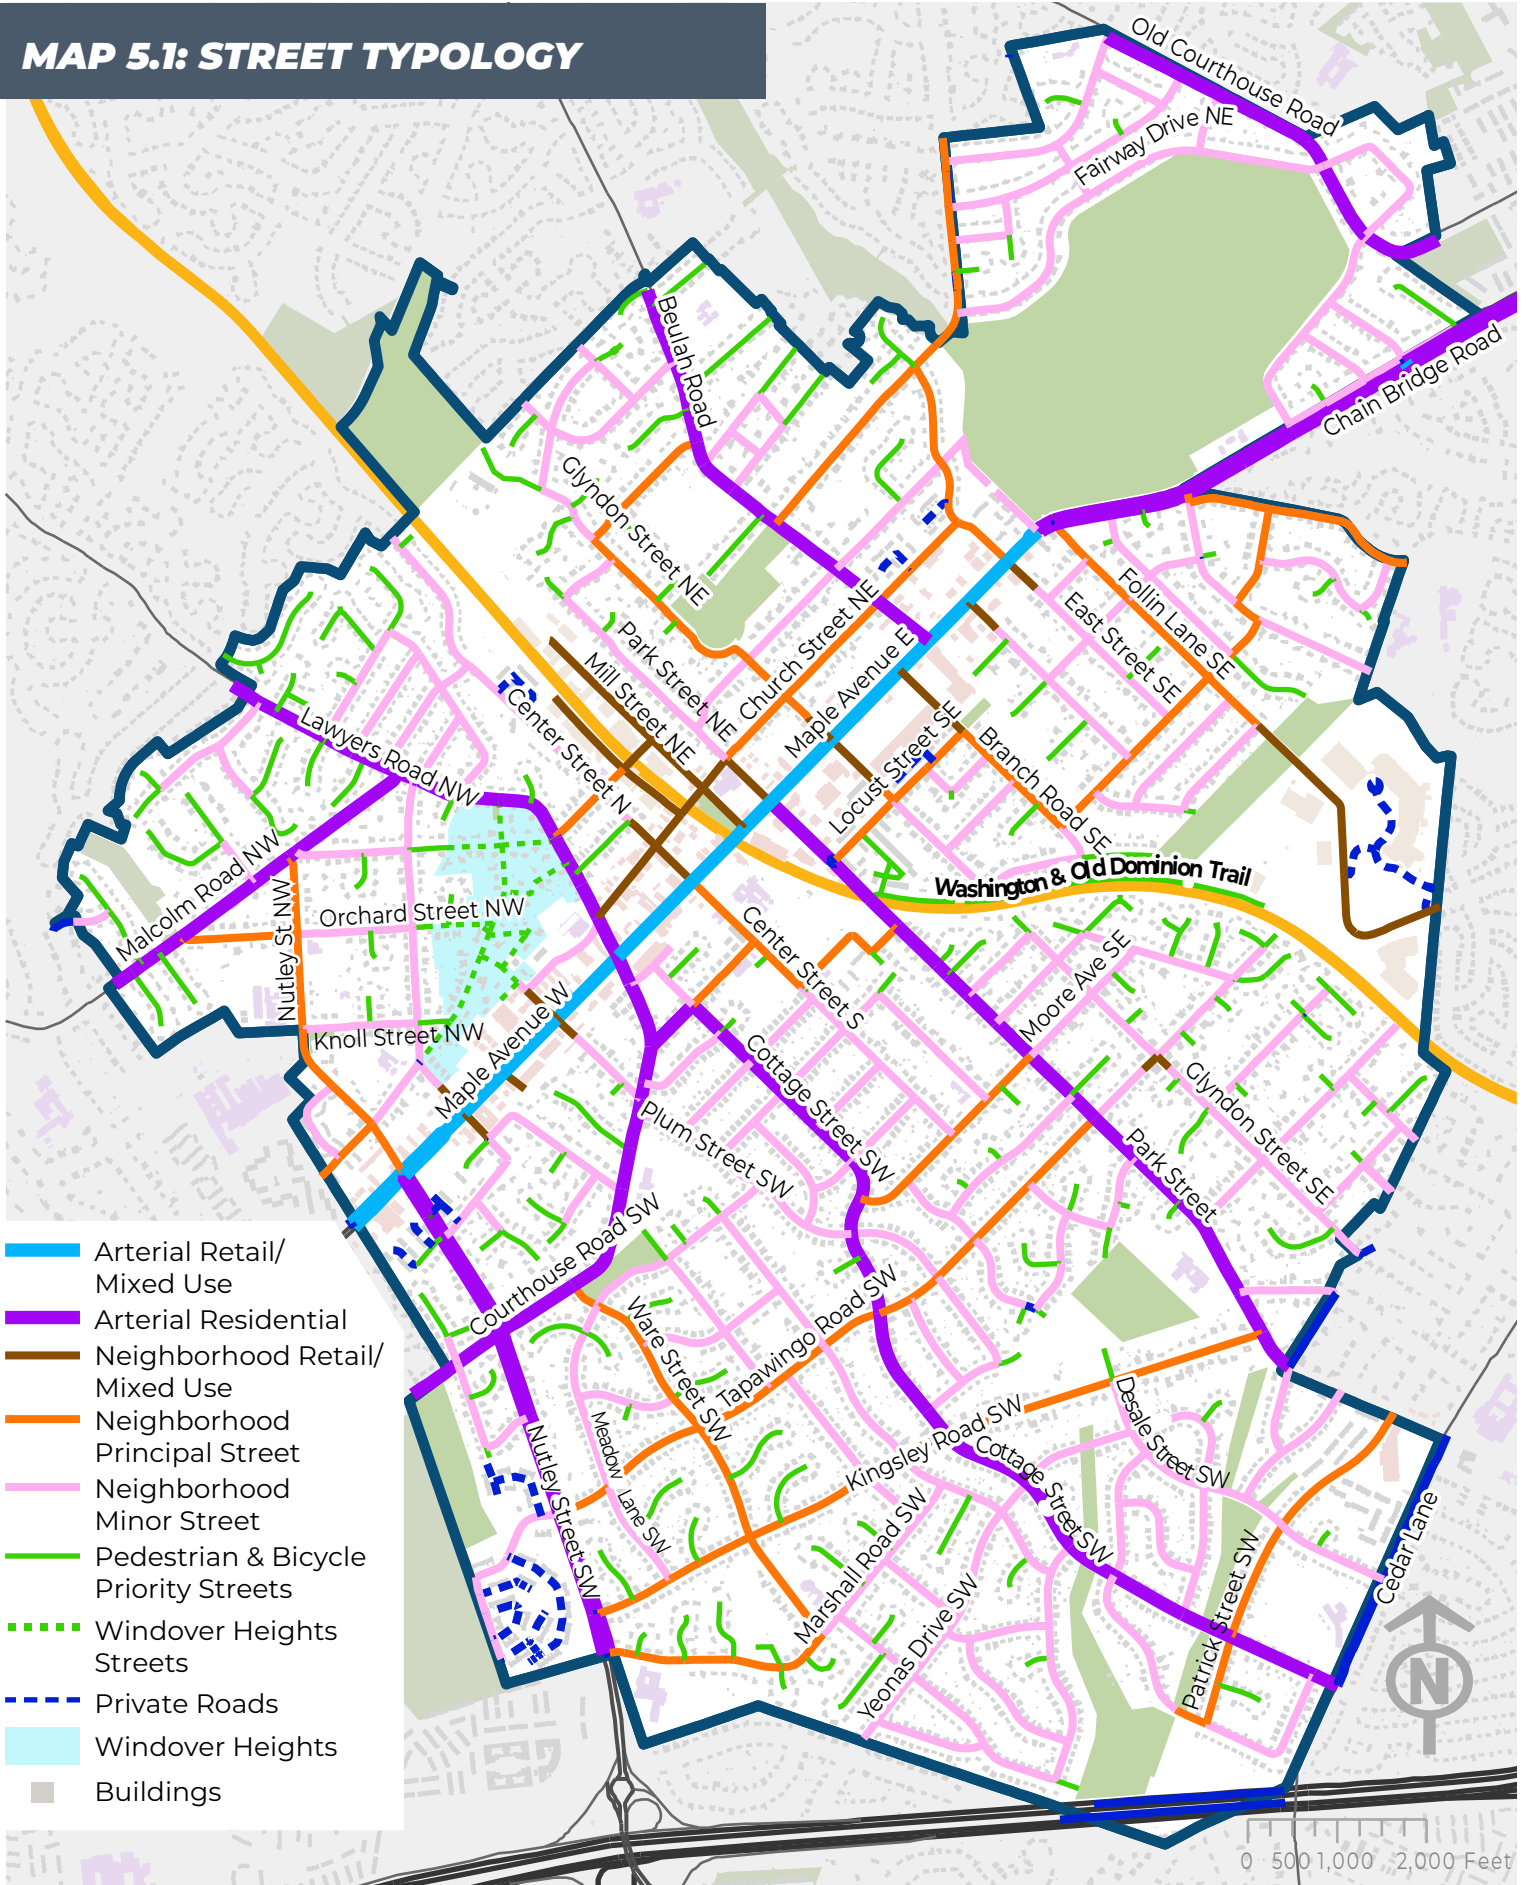 MAP 5.1: STREET TYPOLOGY
Old Courthouse Road
Fairway Drive NE
Chain Bridge Road
Beulah Road
Glyndon Street NE
Park Street NE
Church Street NE
Maple Avenue E
Mill Street NE
Center Street N
East Street SE
Follin Lane SE
Locust Street SE
Branch Road SE
Lawyers Road NW
Malcolm Road NW
Nutley St NW
Orchard Street NW
Knoll Street NW
Maple Avenue W
Washington & Old Dominion Trail
Center Street S
Moore Ave SE
Glyndon Street SE
Park Street
Cottage Street SW
Plum Street SW
Courthouse Road SW
Ware Street SW
Tapawingo Road SW
Meadow Lane SW
Nutley Street SW
Kingsley Road SW
Cottage Street SW
Desale Street SW
Marshall Road SW
Yeonas Drive SW
Patrick Street SW
Cedar Lane
Arterial Retail/
Mixed Use
Arterial Residential
Neighborhood Retail/
Mixed Use
Neighborhood
Principal Street
Neighborhood
Minor Street
Pedestrian & Bicycle
Priority Streets
Windover Heights
Streets
Private Roads
Windover Heights
Buildings
N
0 500 1,000 2,000 Feet